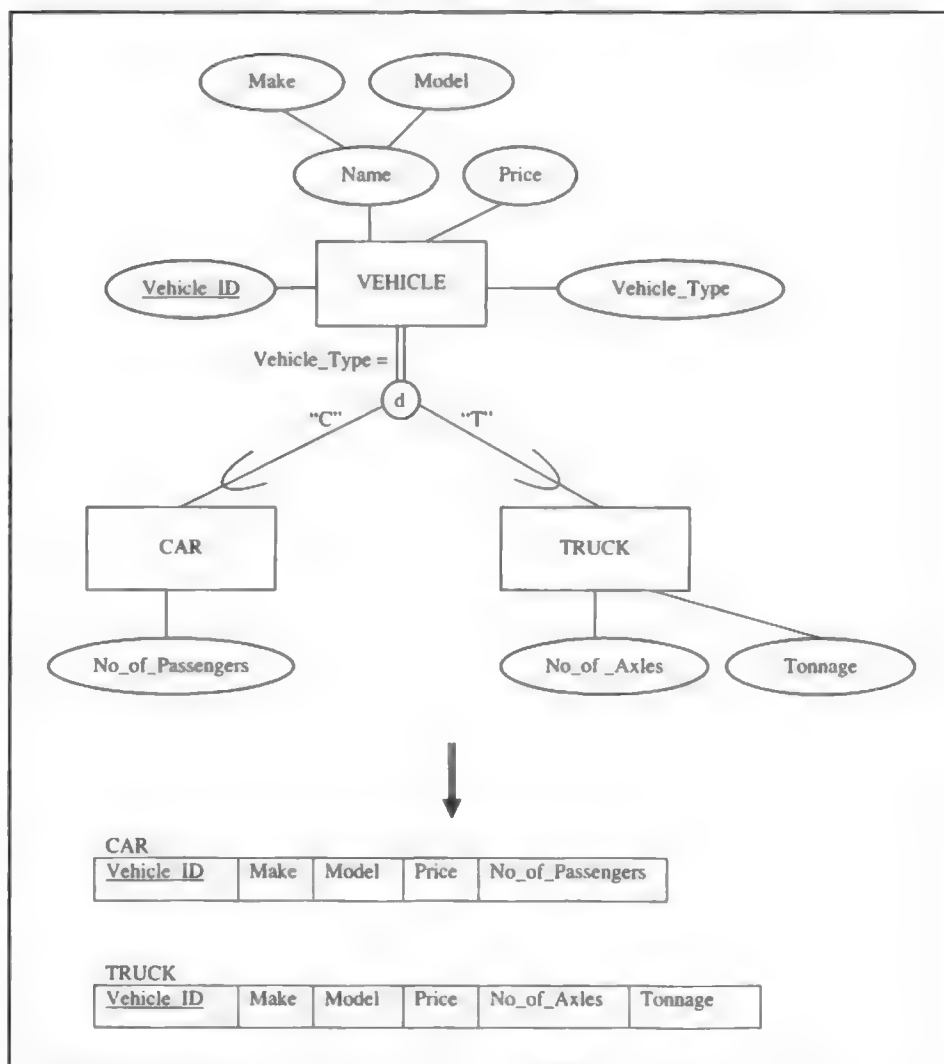 Make Model
Name Price
Vehicle_ID VEHICLE Vehicle_Type
Vehicle_Type =
d
“C” “T”
CAR TRUCK
No_of_Passengers No_of _Axles Tonnage
CAR
Vehicle_ID Make Model Price No_of_Passengers
TRUCK
Vehicle_ID Make Model Price No_of_Axles Tonnage